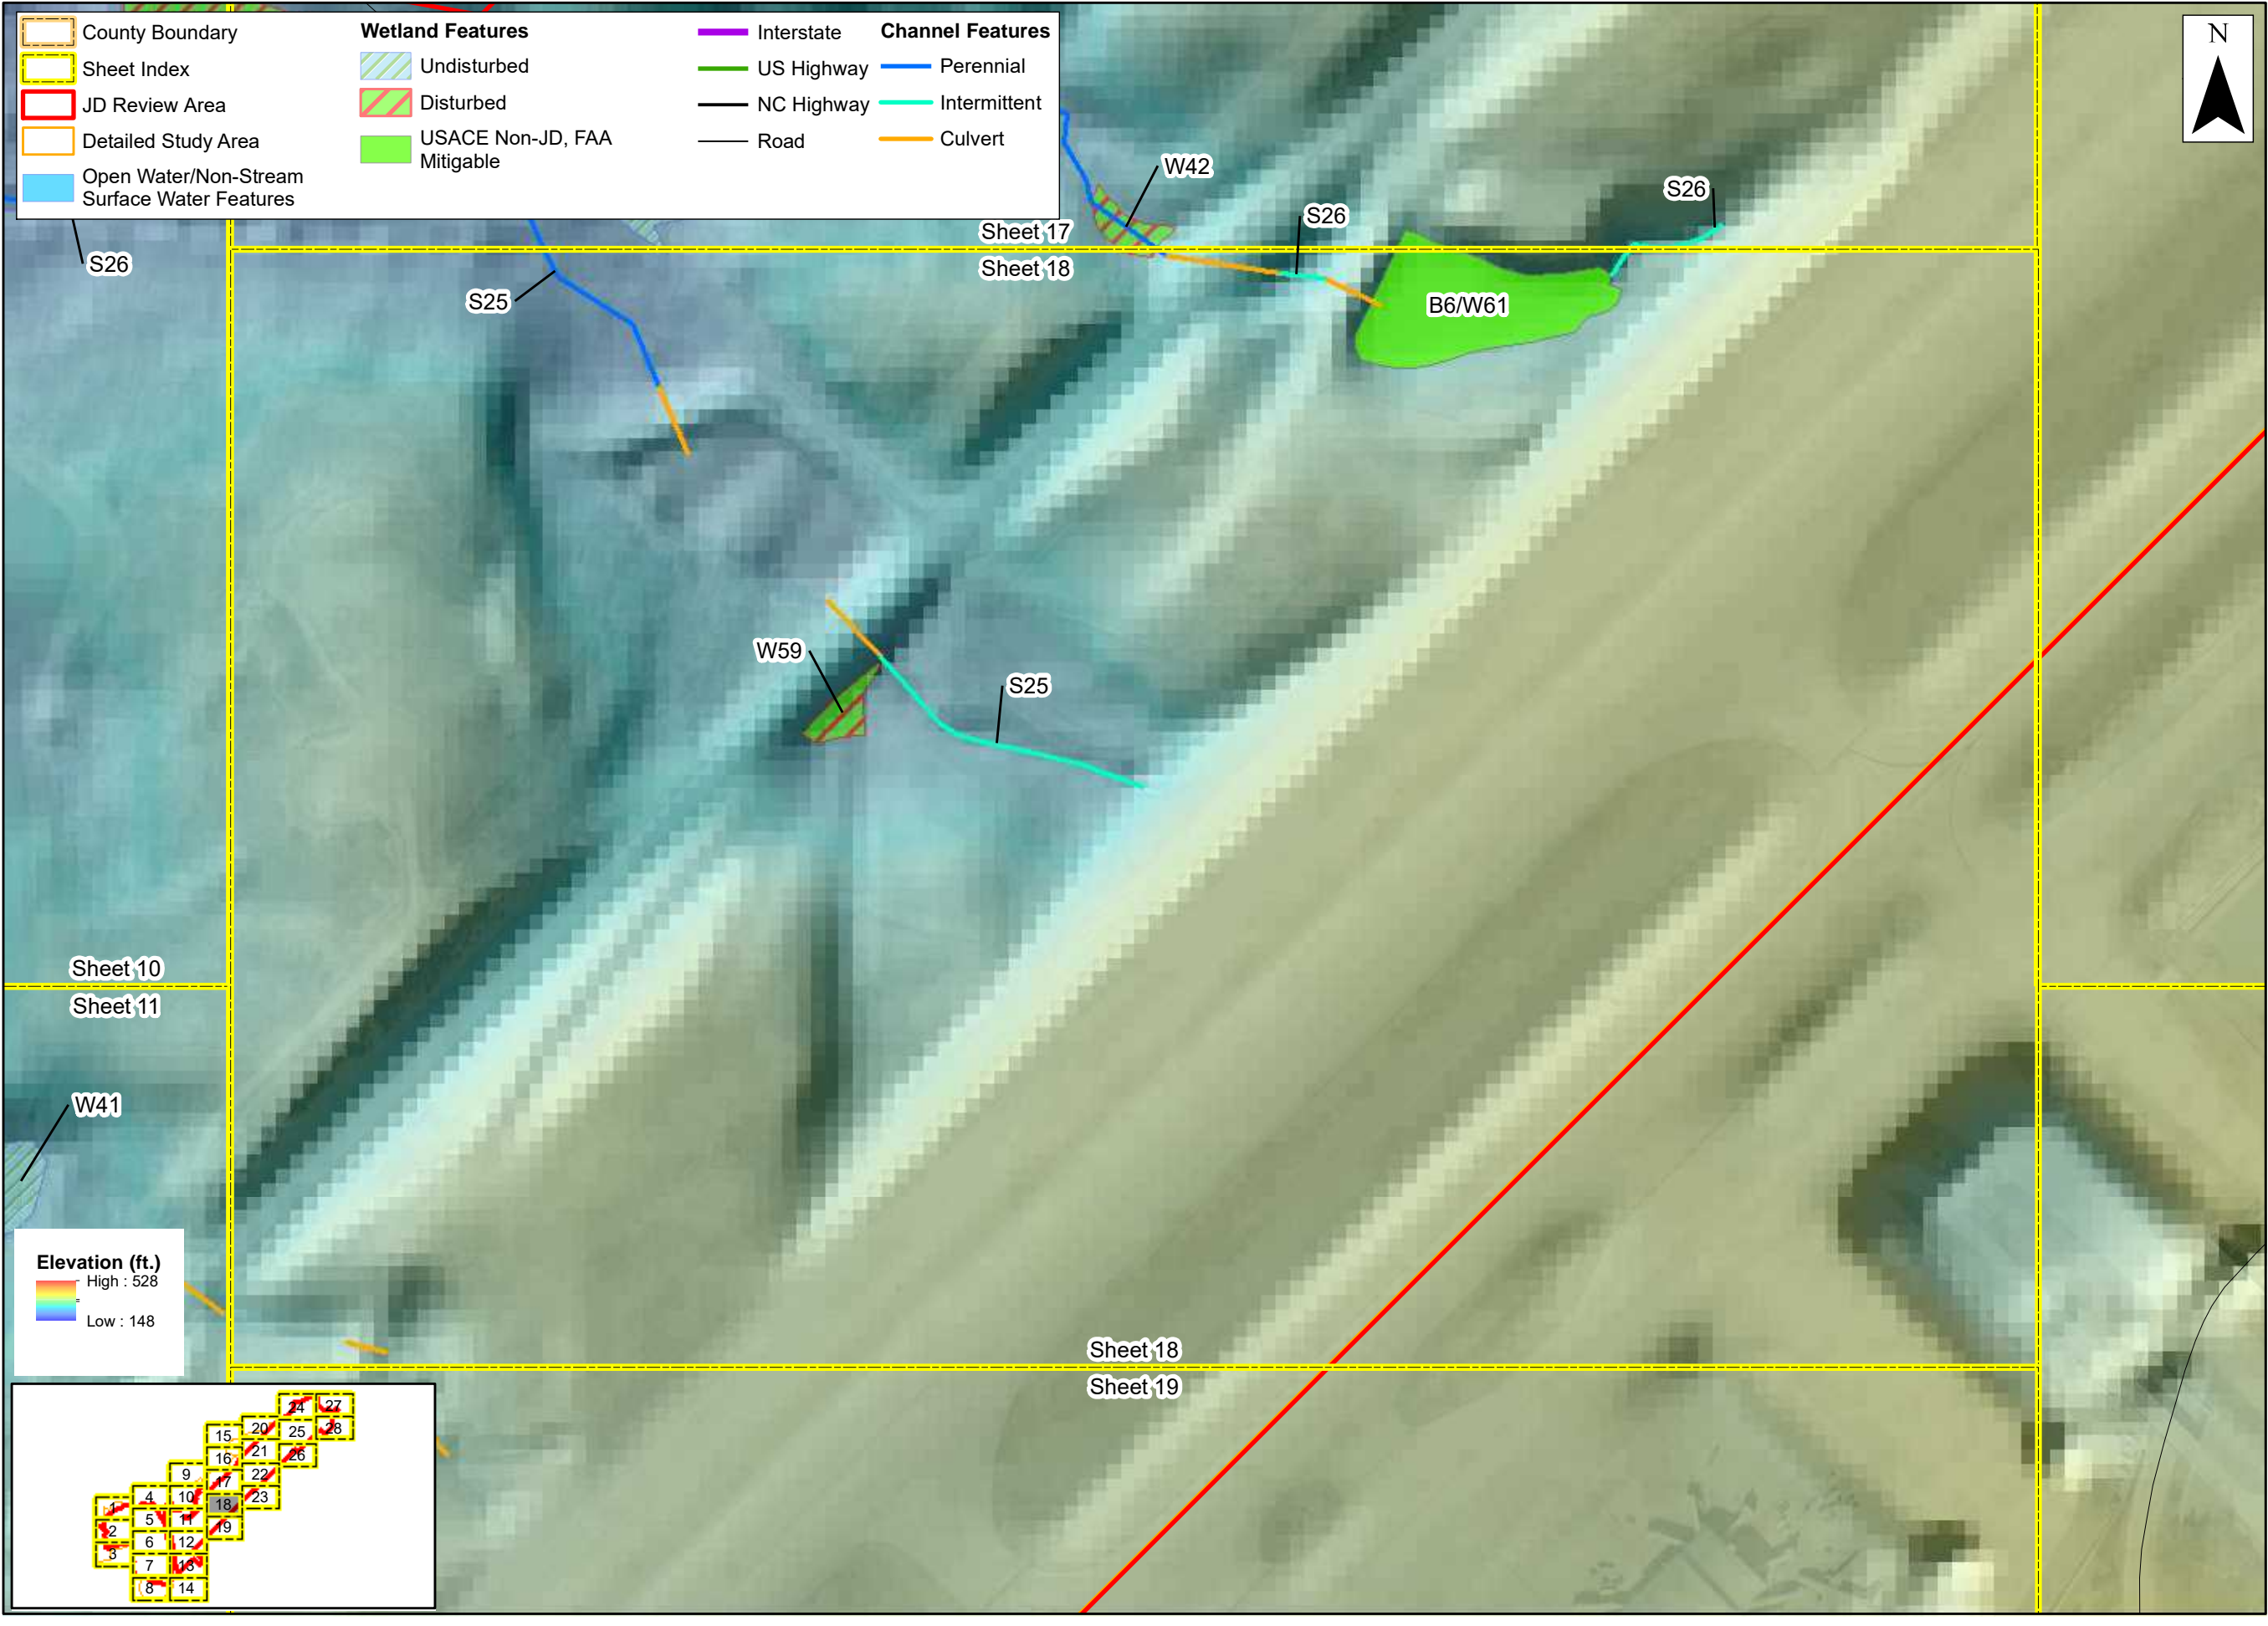 County Boundary
Sheet Index
JD Review Area
Detailed Study Area
Open Water/Non-Stream
Surface Water Features
Wetland Features
Undisturbed
Disturbed
USACE Non-JD, FAA
Mitigable
Interstate
US Highway
NC Highway
Road
Channel Features
Perennial
Intermittent
Culvert
N
W42
S26
S26
Sheet 17
Sheet 18
S26
S25
B6/W61
W59
S25
Sheet 10
Sheet 11
W41
Elevation (ft.)
High : 528
Low : 148
Sheet 18
Sheet 19
24 27
20 25 28
15
16 21 26
9 17 22
4 10 18 23
1 5 11 19
2 6 12
3 7 13
8 14